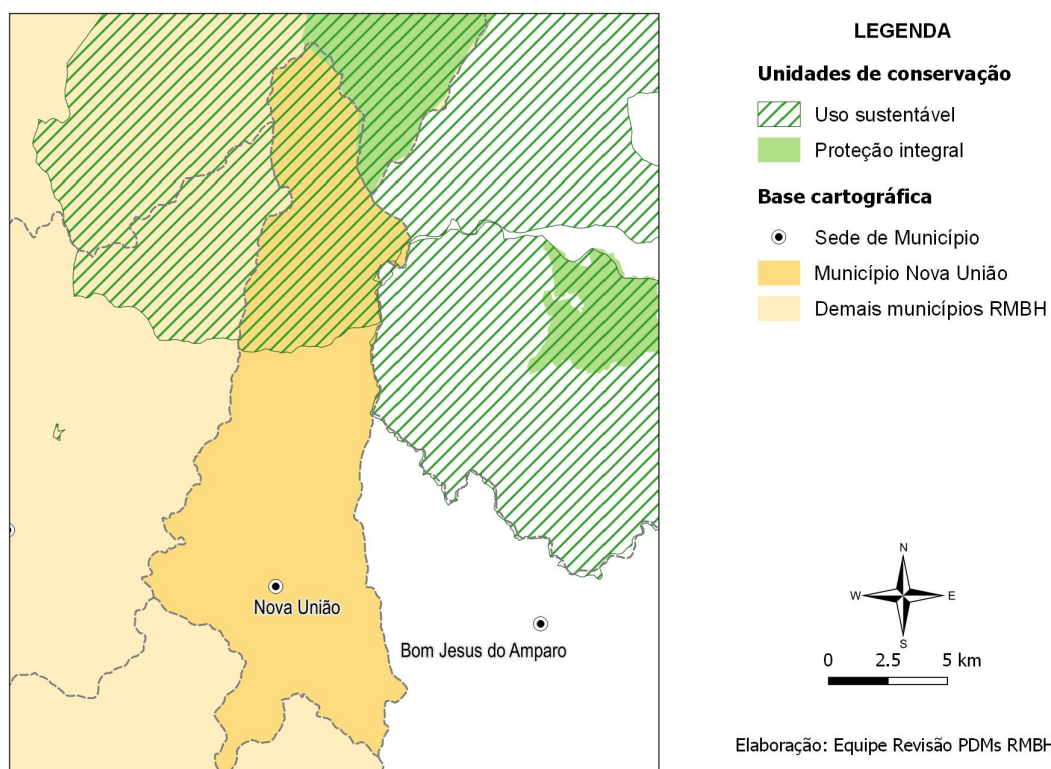 LEGENDA
Unidades de conservação
Uso sustentável
Proteção integral
Base cartográfica
Sede de Município
Município Nova União
Demais municípios RMBH
Nova União
Bom Jesus do Amparo
N
W
E
S
0 2.5 5 km
Elaboração: Equipe Revisão PDMs RMBH